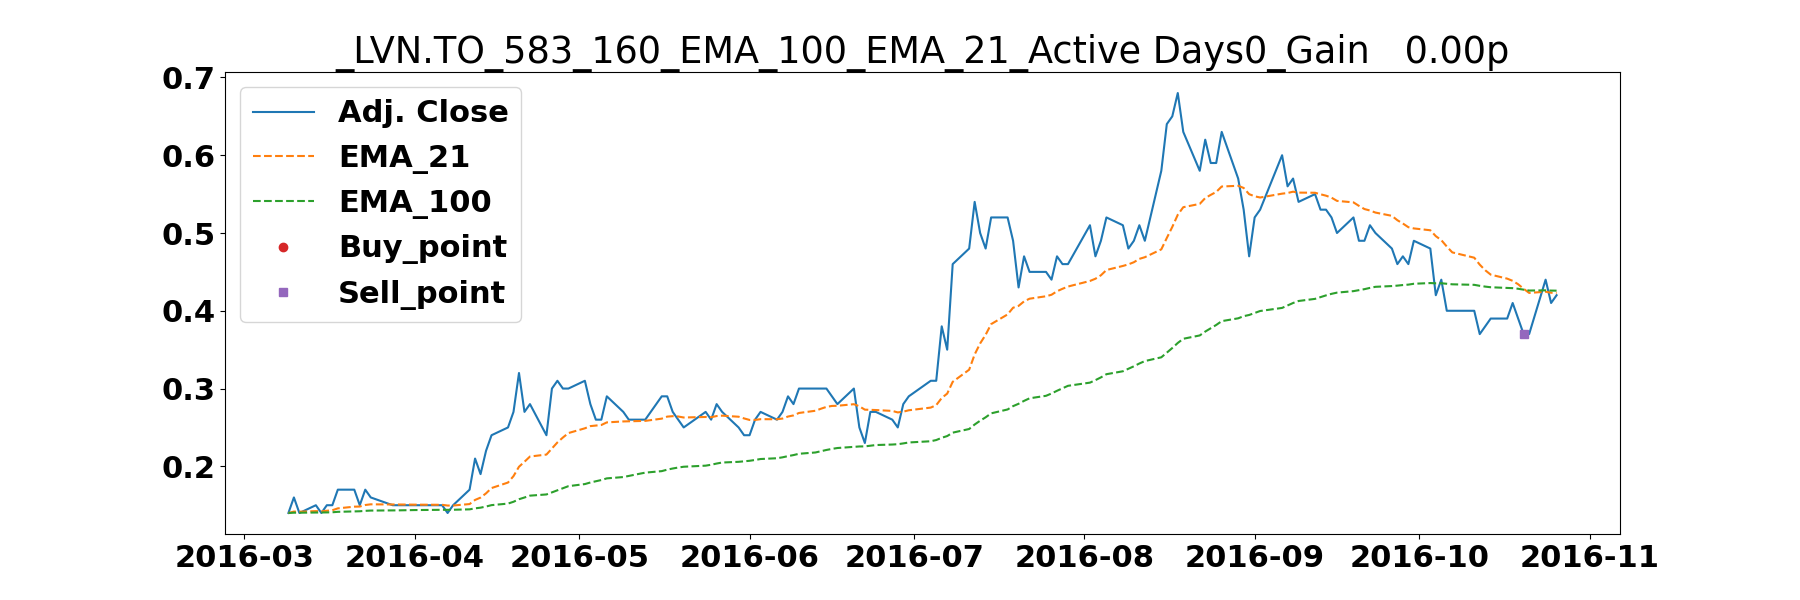 _LVN.TO_583_160_EMA_100_EMA_21_Active Days0_Gain   0.00p
0.7
0.6
0.5
0.4
0.3
0.2
Adj. Close
EMA_21
EMA_100
Buy_point
Sell_point
2016-03 2016-04 2016-05 2016-06 2016-07 2016-08 2016-09 2016-10 2016-11